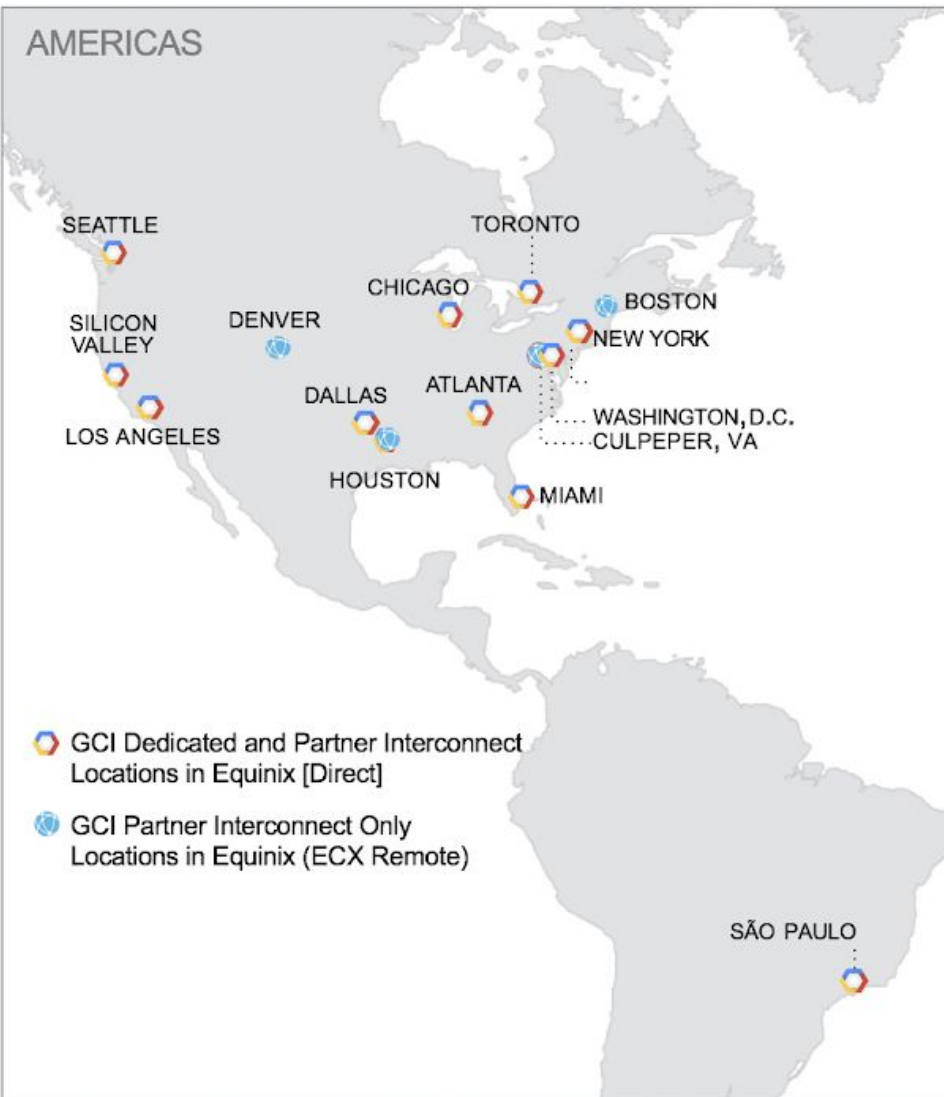 AMERICAS
SEATTLE
TORONTO
CHICAGO
BOSTON
SILICON
VALLEY
DENVER
NEW YORK
DALLAS
ATLANTA
LOS ANGELES
WASHINGTON, D.C.
CULPEPER, VA
HOUSTON
MIAMI
GCI Dedicated and Partner Interconnect
Locations in Equinix [Direct]
GCI Partner Interconnect Only
Locations in Equinix (ECX Remote)
SÃO PAULO